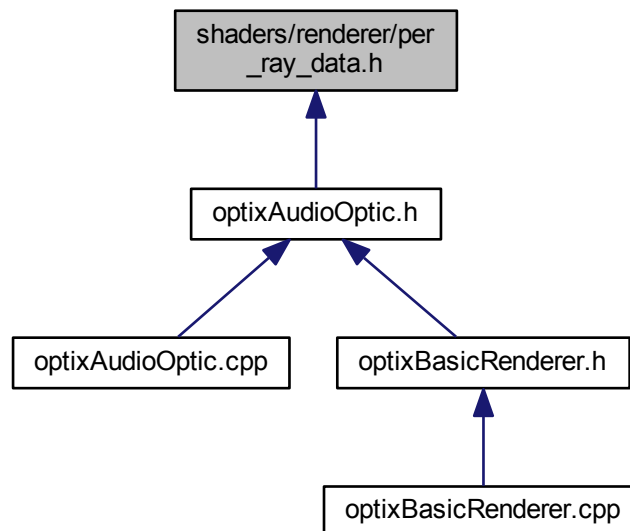 shaders/renderer/per
_ray_data.h
optixAudioOptic.h
optixAudioOptic.cpp
optixBasicRenderer.h
optixBasicRenderer.cpp